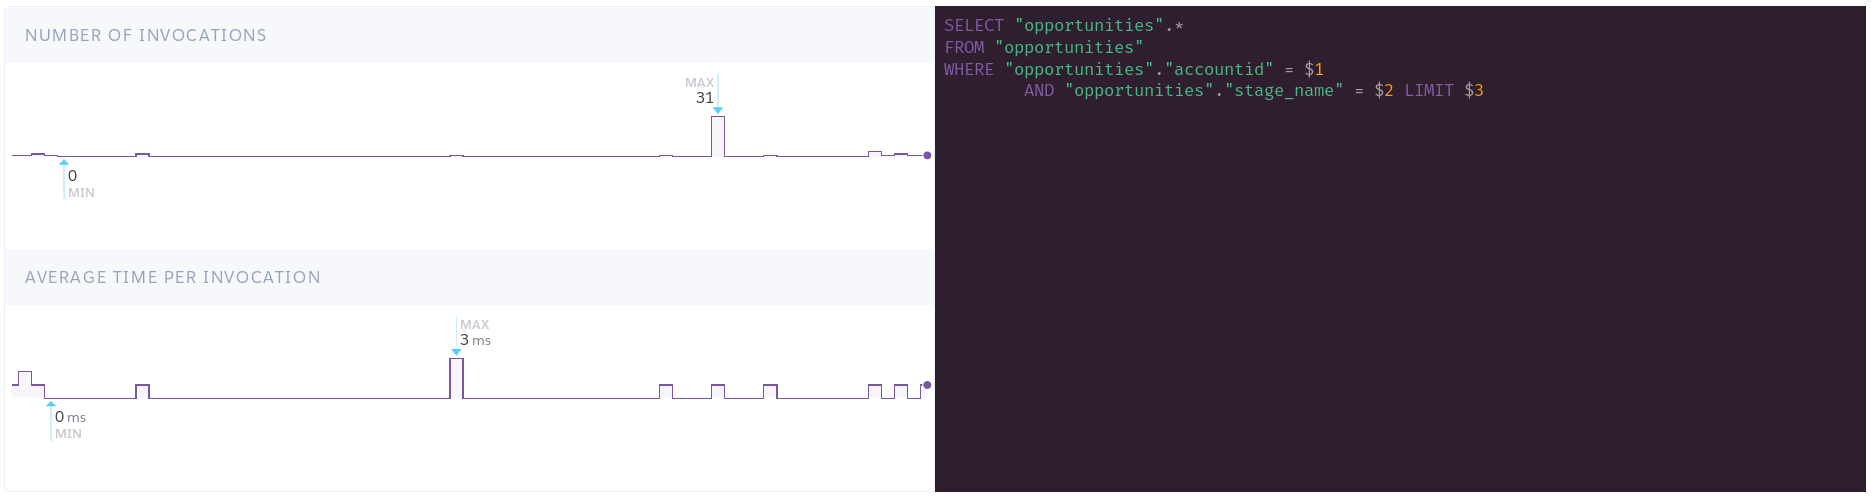 NUMBER OF INVOCATIONS
MAX
31
0
MIN
AVERAGE TIME PER INVOCATION
MAX
3 ms
0 ms
MIN
SELECT "opportunities".*
FROM "opportunities"
WHERE "opportunities"."accountid" = $1
AND "opportunities"."stage_name" = $2 LIMIT $3